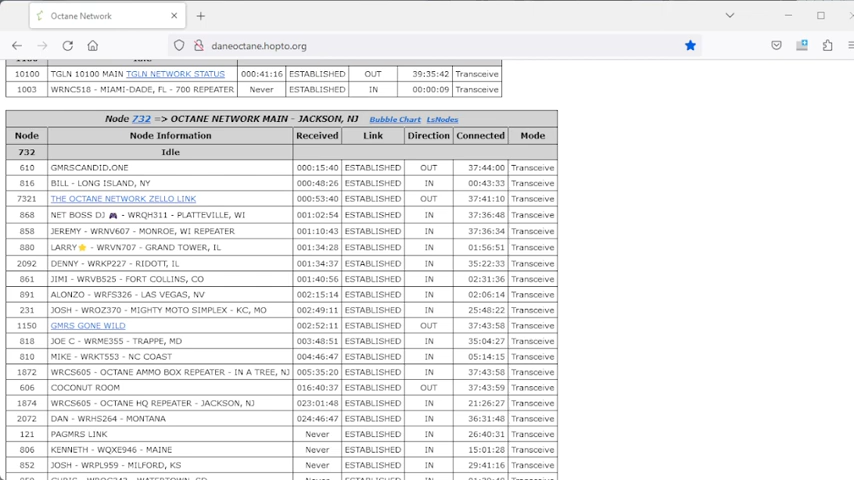 Octane Network
daneoctane.hopto.org
10100 TGLN 10100 MAIN TGLN NETWORK STATUS 000:41:16 ESTABLISHED OUT 39:35:42 Transceive
1003 WRNC518 - MIAMI-DADE, FL - 700 REPEATER Never ESTABLISHED IN 00:00:09 Transceive
Node 732 => OCTANE NETWORK MAIN - JACKSON, NJ Bubble Chart LsNodes
Node Node Information Received Link Direction Connected Mode
732 Idle
610 GMRSCANDID.ONE 000:15:40 ESTABLISHED OUT 37:44:00 Transceive
816 BILL - LONG ISLAND, NY 000:48:26 ESTABLISHED IN 00:43:33 Transceive
7321 THE OCTANE NETWORK ZELLO LINK 000:53:40 ESTABLISHED OUT 37:41:10 Transceive
868 NET BOSS DJ 🎮 - WRQH311 - PLATTEVILLE, WI 001:02:54 ESTABLISHED IN 37:36:48 Transceive
858 JEREMY - WRNV607 - MONROE, WI REPEATER 001:10:43 ESTABLISHED IN 37:36:34 Transceive
880 LARRY⭐ - WRVN707 - GRAND TOWER, IL 001:34:28 ESTABLISHED IN 01:56:51 Transceive
2092 DENNY - WRKP227 - RIDOTT, IL 001:34:37 ESTABLISHED IN 35:22:33 Transceive
861 JIMI - WRVB525 - FORT COLLINS, CO 001:40:56 ESTABLISHED IN 02:31:36 Transceive
891 ALONZO - WRFS326 - LAS VEGAS, NV 002:15:14 ESTABLISHED IN 02:06:14 Transceive
231 JOSH - WROZ370 - MIGHTY MOTO SIMPLEX - KC, MO 002:49:11 ESTABLISHED IN 25:48:22 Transceive
1150 GMRS GONE WILD 002:52:11 ESTABLISHED OUT 37:43:58 Transceive
818 JOE C - WRME355 - TRAPPE, MD 003:48:51 ESTABLISHED IN 35:04:27 Transceive
810 MIKE - WRKT553 - NC COAST 004:46:47 ESTABLISHED IN 05:14:15 Transceive
1872 WRCS605 - OCTANE AMMO BOX REPEATER - IN A TREE, NJ 005:35:20 ESTABLISHED IN 37:43:58 Transceive
606 COCONUT ROOM 016:40:37 ESTABLISHED OUT 37:43:59 Transceive
1874 WRCS605 - OCTANE HQ REPEATER - JACKSON, NJ 023:01:48 ESTABLISHED IN 21:26:27 Transceive
2072 DAN - WRHS264 - MONTANA 024:46:47 ESTABLISHED IN 36:31:48 Transceive
121 PAGMRS LINK Never ESTABLISHED IN 26:40:31 Transceive
806 KENNETH - WQXE946 - MAINE Never ESTABLISHED IN 15:01:28 Transceive
852 JOSH - WRPL959 - MILFORD, KS Never ESTABLISHED IN 29:41:16 Transceive